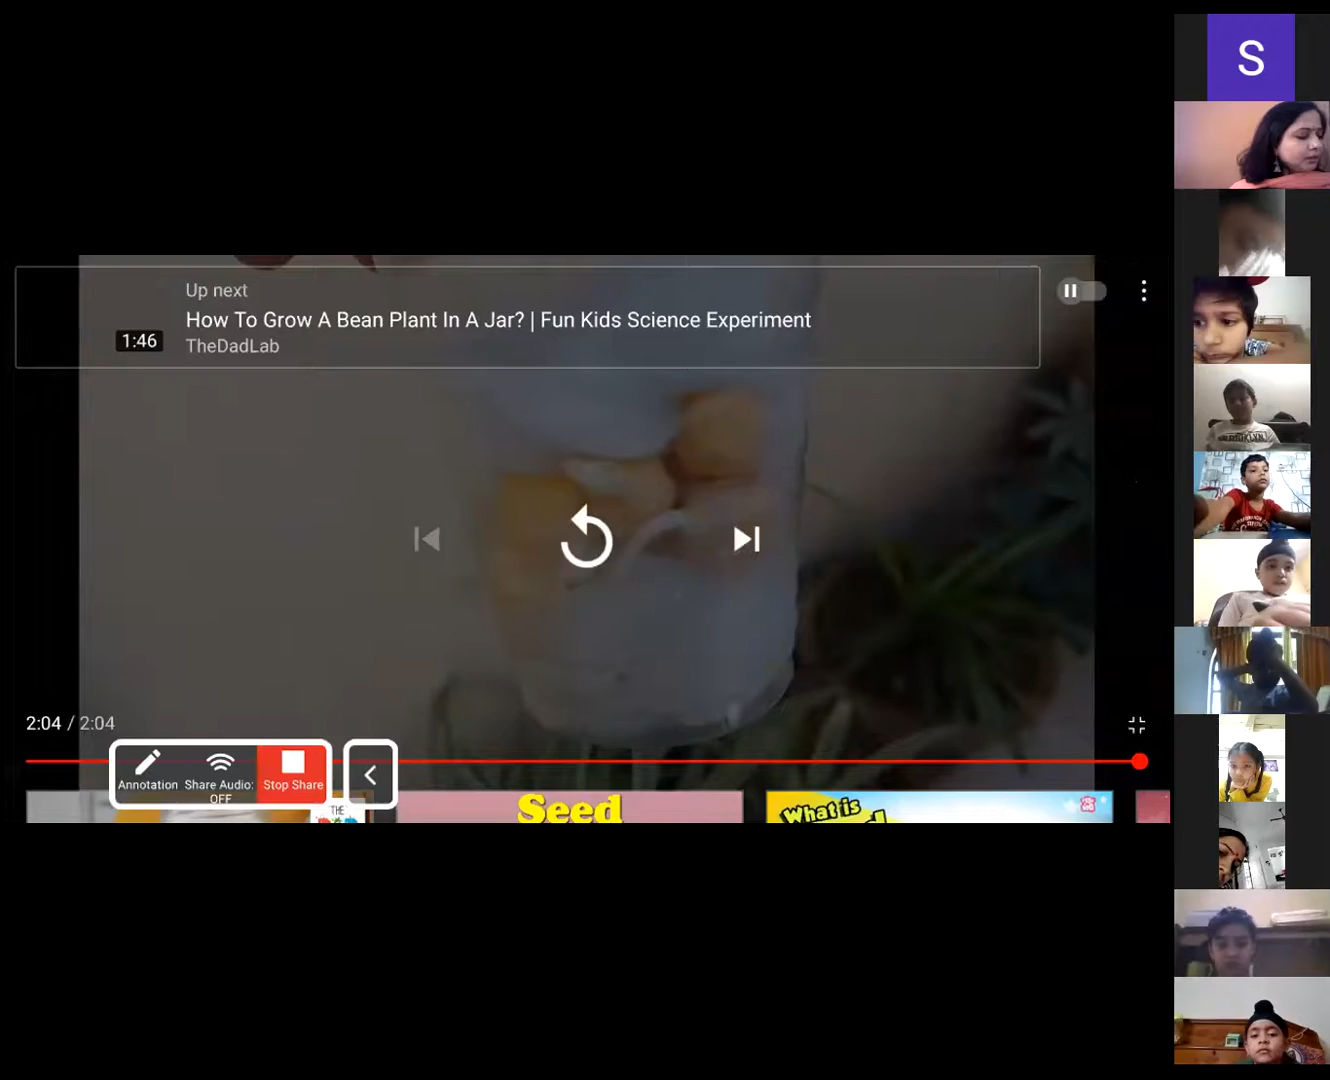 S
Up next
How To Grow A Bean Plant In A Jar? | Fun Kids Science Experiment
1:46
TheDadLab
2:04 / 2:04
Annotation
Share Audio:
OFF
Stop Share
THE
Seed
What is